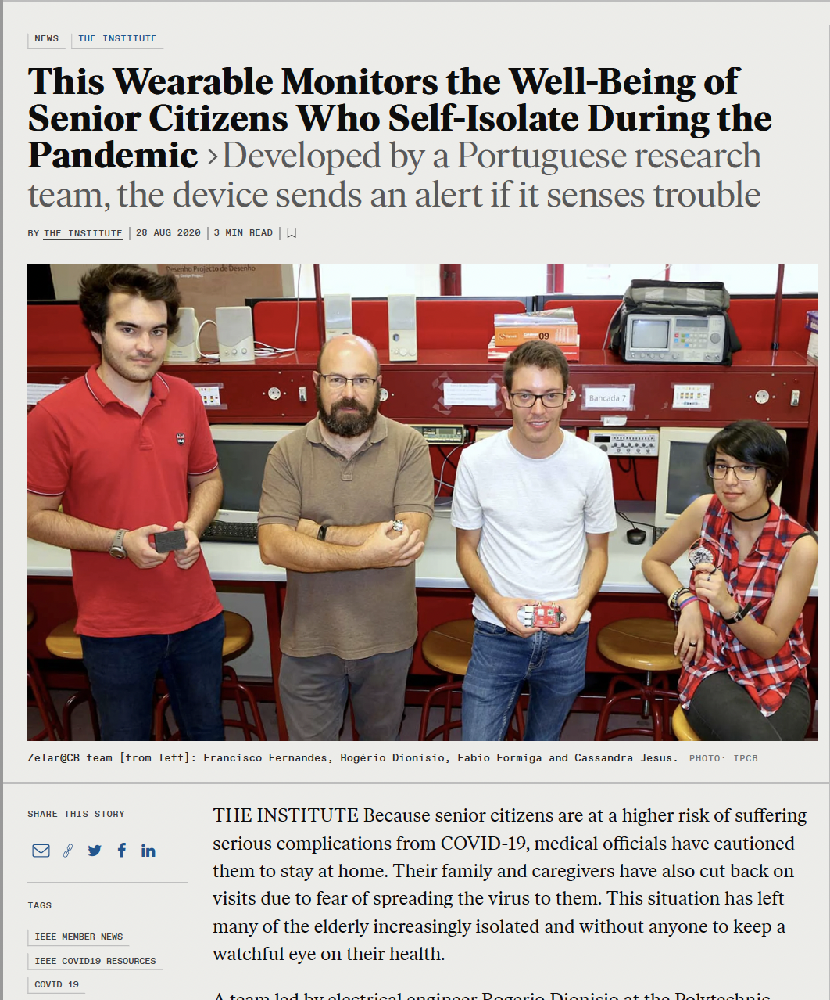 NEWS THE INSTITUTE
This Wearable Monitors the Well-Being of
Senior Citizens Who Self-Isolate During the
Pandemic >Developed by a Portuguese research
team, the device sends an alert if it senses trouble
BY THE INSTITUTE | 28 AUG 2020 | 3 MIN READ |
Desenho Projecto de Desenho
09
Bancada 7
Zelar@CB team [from left]: Francisco Fernandes, Rogério Dionísio, Fabio Formiga and Cassandra Jesus. PHOTO: IPCB
SHARE THIS STORY
TAGS
IEEE MEMBER NEWS
IEEE COVID19 RESOURCES
COVID-19
THE INSTITUTE Because senior citizens are at a higher risk of suffering
serious complications from COVID-19, medical officials have cautioned
them to stay at home. Their family and caregivers have also cut back on
visits due to fear of spreading the virus to them. This situation has left
many of the elderly increasingly isolated and without anyone to keep a
watchful eye on their health.
A team led by electrical engineer Rogerio Dionisio at the Polytechnic